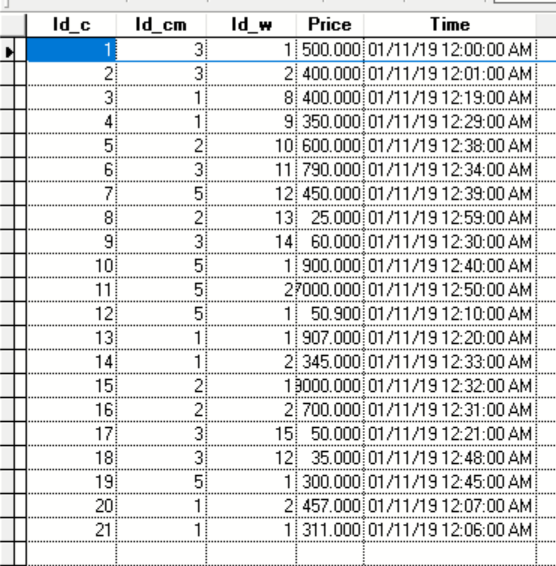 Id_c Id_cm Id_w Price Time
1 3 1 500.000 01/11/19 12:00:00 AM
2 3 2 400.000 01/11/19 12:01:00 AM
3 1 8 400.000 01/11/19 12:19:00 AM
4 1 9 350.000 01/11/19 12:29:00 AM
5 2 10 600.000 01/11/19 12:38:00 AM
6 3 11 790.000 01/11/19 12:34:00 AM
7 5 12 450.000 01/11/19 12:39:00 AM
8 2 13 25.000 01/11/19 12:59:00 AM
9 3 14 60.000 01/11/19 12:30:00 AM
10 5 1 900.000 01/11/19 12:40:00 AM
11 5 2 7000.000 01/11/19 12:50:00 AM
12 5 1 50.900 01/11/19 12:10:00 AM
13 1 1 907.000 01/11/19 12:20:00 AM
14 1 2 345.000 01/11/19 12:33:00 AM
15 2 1 01/11/19 12:32:00 AM
16 2 2 700.000 01/11/19 12:31:00 AM
17 3 15 50.000 01/11/19 12:21:00 AM
18 3 12 35.000 01/11/19 12:48:00 AM
19 5 1 300.000 01/11/19 12:45:00 AM
20 1 2 457.000 01/11/19 12:07:00 AM
21 1 1 311.000 01/11/19 12:06:00 AM